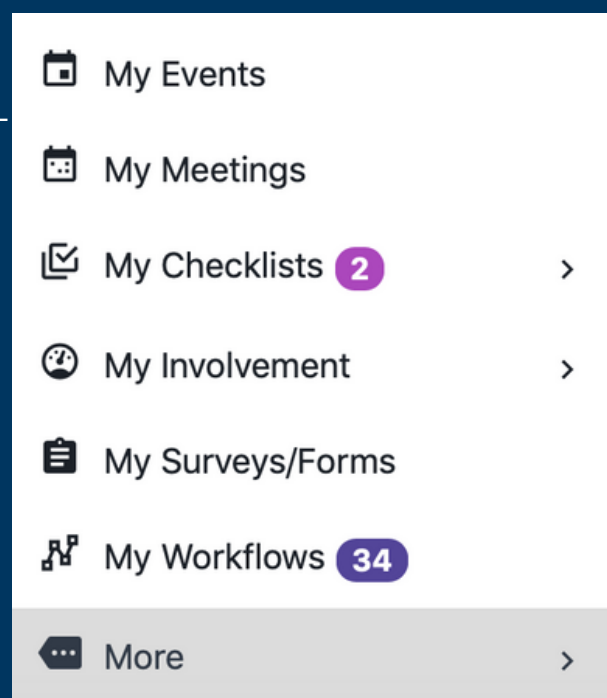 My Events
My Meetings
My Checklists 2
My Involvement
My Surveys/Forms
My Workflows 34
More